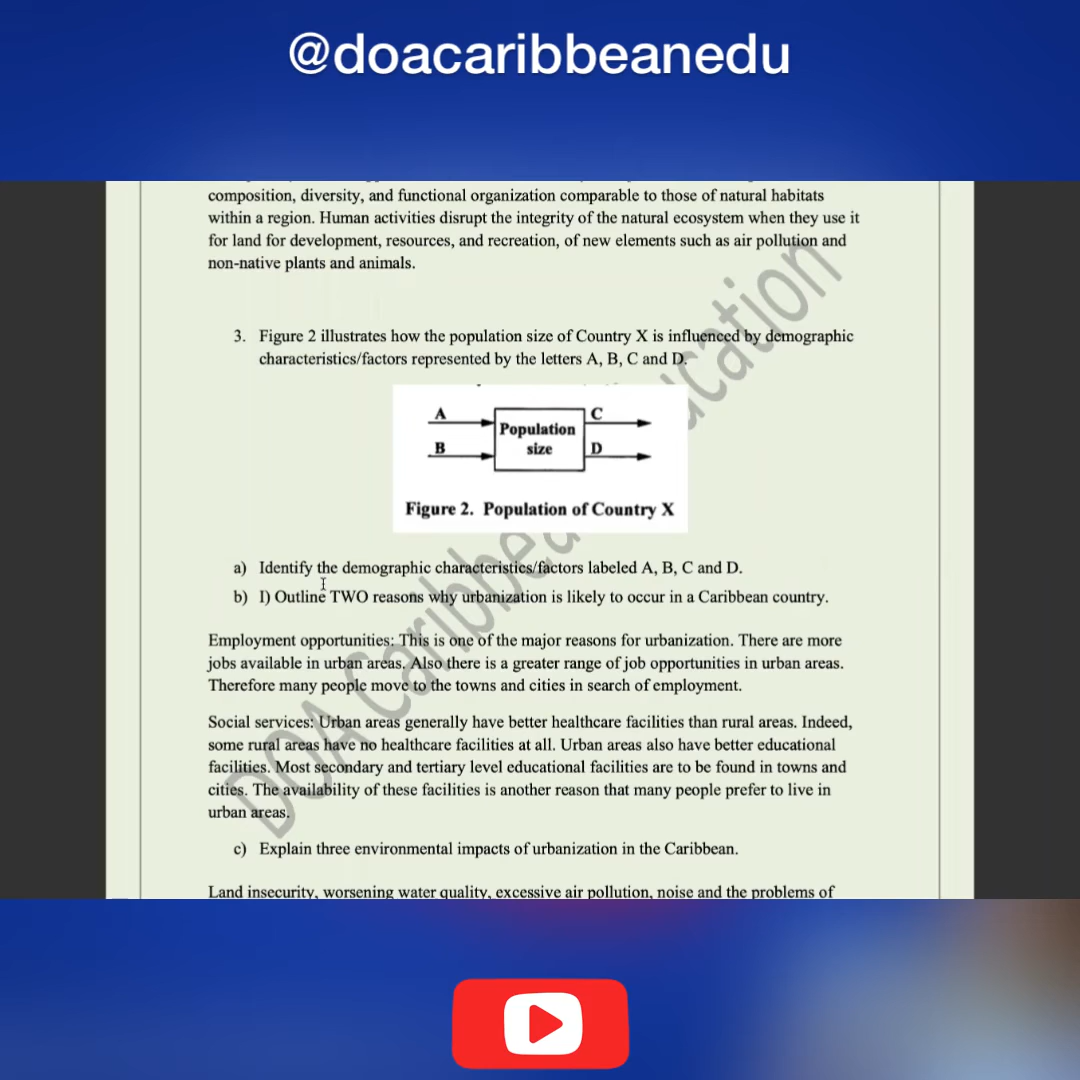 @doacaribbeanedu
composition, diversity, and functional organization comparable to those of natural habitats
within a region. Human activities disrupt the integrity of the natural ecosystem when they use it
for land for development, resources, and recreation, of new elements such as air pollution and
non-native plants and animals.
3. Figure 2 illustrates how the population size of Country X is influenced by demographic
characteristics/factors represented by the letters A, B, C and D.
A
B
Population
size
C
D
Figure 2. Population of Country X
a) Identify the demographic characteristics/factors labeled A, B, C and D.
b) I) Outline TWO reasons why urbanization is likely to occur in a Caribbean country.
Employment opportunities: This is one of the major reasons for urbanization. There are more
jobs available in urban areas. Also there is a greater range of job opportunities in urban areas.
Therefore many people move to the towns and cities in search of employment.
Social services: Urban areas generally have better healthcare facilities than rural areas. Indeed,
some rural areas have no healthcare facilities at all. Urban areas also have better educational
facilities. Most secondary and tertiary level educational facilities are to be found in towns and
cities. The availability of these facilities is another reason that many people prefer to live in
urban areas.
c) Explain three environmental impacts of urbanization in the Caribbean.
Land insecurity, worsening water quality, excessive air pollution, noise and the problems of